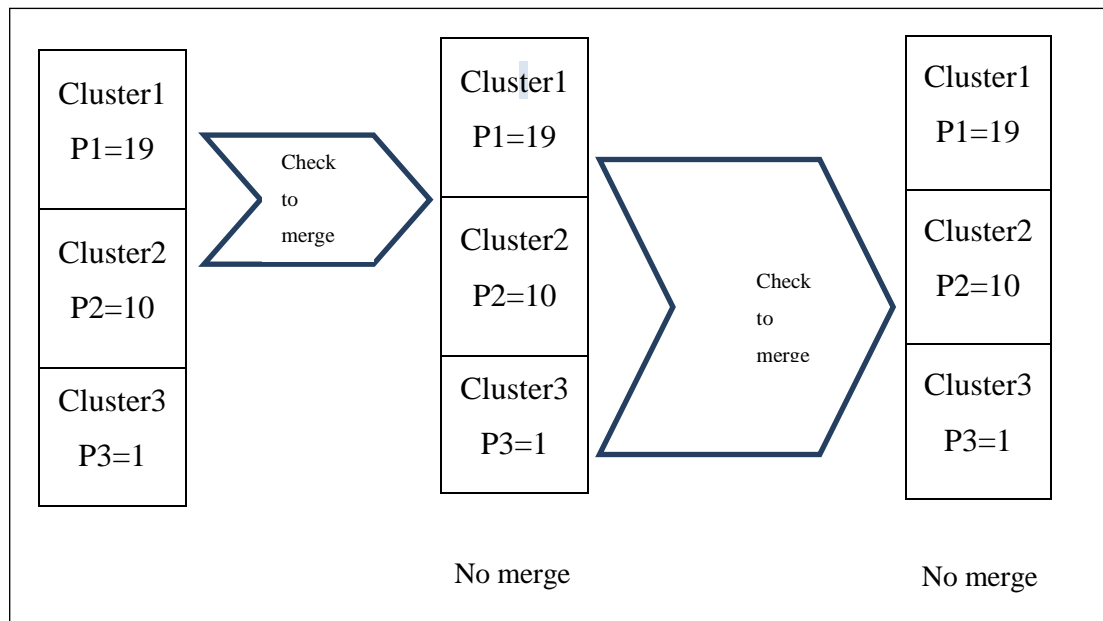 Cluster1
P1=19
Cluster2
P2=10
Cluster3
P3=1
Check
to
merge
Cluster1
P1=19
Cluster2
P2=10
Cluster3
P3=1
No merge
Check
to
merge
Cluster1
P1=19
Cluster2
P2=10
Cluster3
P3=1
No merge